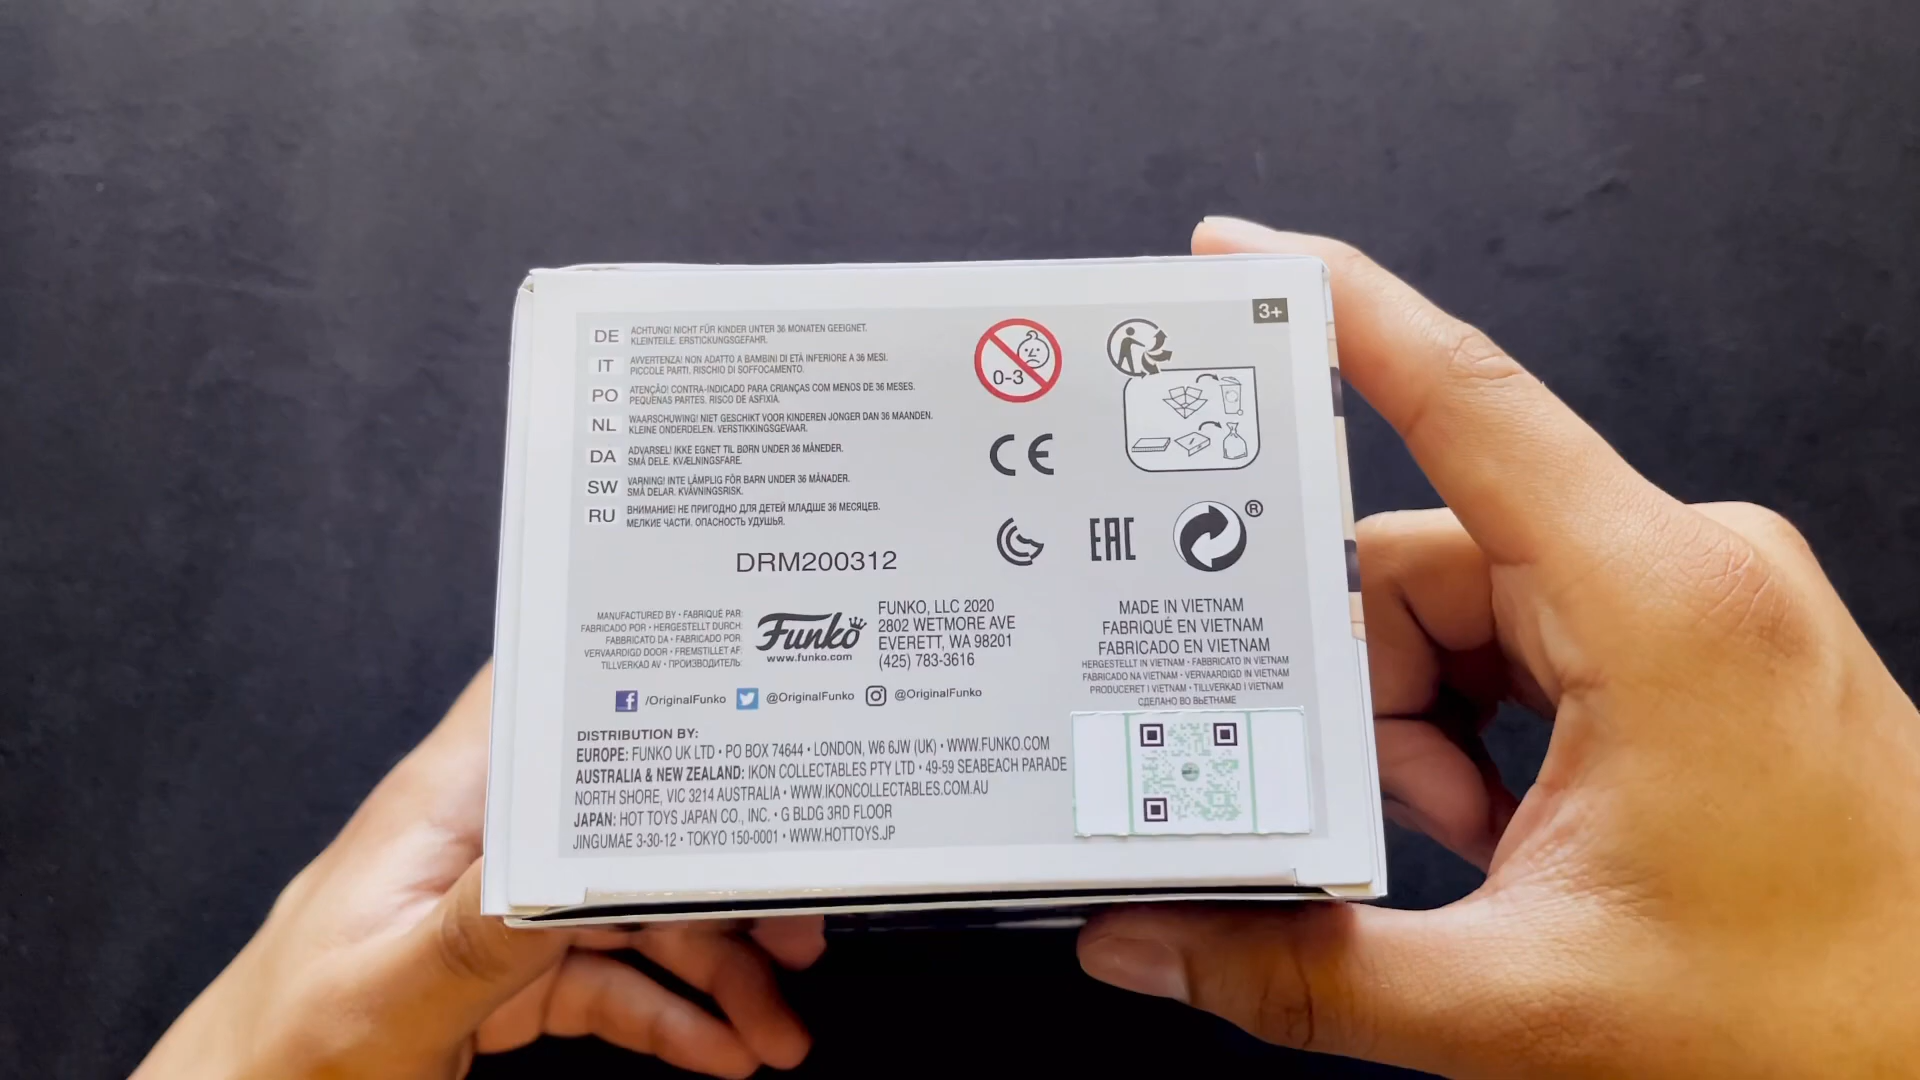 3+
DE ACHTUNG! NICHT FÜR KINDER UNTER 36 MONATEN GEEIGNET.
KLEINTEILE. ERSTICKUNGSGEFAHR.
IT AVVERTENZA! NON ADATTO A BAMBINI DI ETÀ INFERIORE A 36 MESI.
PICCOLE PARTI. RISCHIO DI SOFFOCAMENTO.
PO ATENÇÃO! CONTRA-INDICADO PARA CRIANÇAS COM MENOS DE 36 MESES.
PEQUENAS PARTES. RISCO DE ASFIXIA.
NL WAARSCHUWING! NIET GESCHIKT VOOR KINDEREN JONGER DAN 36 MAANDEN.
KLEINE ONDERDELEN. VERSTIKKINGSGEVAAR.
DA ADVARSEL! IKKE EGNET TIL BØRN UNDER 36 MÅNEDER.
SMÅ DELE. KVÆLNINGSFARE.
SW VARNING! INTE LÄMPLIG FÖR BARN UNDER 36 MÅNADER.
SMÅ DELAR. KVÄVNINGSRISK.
RU ВНИМАНИЕ! НЕ ПРИГОДНО ДЛЯ ДЕТЕЙ МЛАДШЕ 36 МЕСЯЦЕВ.
МЕЛКИЕ ЧАСТИ. ОПАСНОСТЬ УДУШЬЯ.
0-3
CE
EAC
®
DRM200312
MANUFACTURED BY • FABRIQUÉ PAR:
FABRICADO POR • HERGESTELLT DURCH:
FABBRICATO DA • FABRICADO POR:
VERVAARDIGD DOOR • FREMSTILLET AF:
TILLVERKAD AV • ПРОИЗВОДИТЕЛЬ:
Funko
www.funko.com
FUNKO, LLC 2020
2802 WETMORE AVE
EVERETT, WA 98201
(425) 783-3616
MADE IN VIETNAM
FABRIQUÉ EN VIETNAM
FABRICADO EN VIETNAM
HERGESTELLT IN VIETNAM • FABBRICATO IN VIETNAM
FABRICADO NA VIETNAM • VERVAARDIGD IN VIETNAM
PRODUCERET I VIETNAM • TILLVERKAD I VIETNAM
СДЕЛАНО ВО ВЬЕТНАМЕ
/OriginalFunko @OriginalFunko @OriginalFunko
DISTRIBUTION BY:
EUROPE: FUNKO UK LTD • PO BOX 74644 • LONDON, W6 6JW (UK) • WWW.FUNKO.COM
AUSTRALIA & NEW ZEALAND: IKON COLLECTABLES PTY LTD • 49-59 SEABEACH PARADE
NORTH SHORE, VIC 3214 AUSTRALIA • WWW.IKONCOLLECTABLES.COM.AU
JAPAN: HOT TOYS JAPAN CO., INC. • G BLDG 3RD FLOOR
JINGUMAE 3-30-12 • TOKYO 150-0001 • WWW.HOTTOYS.JP